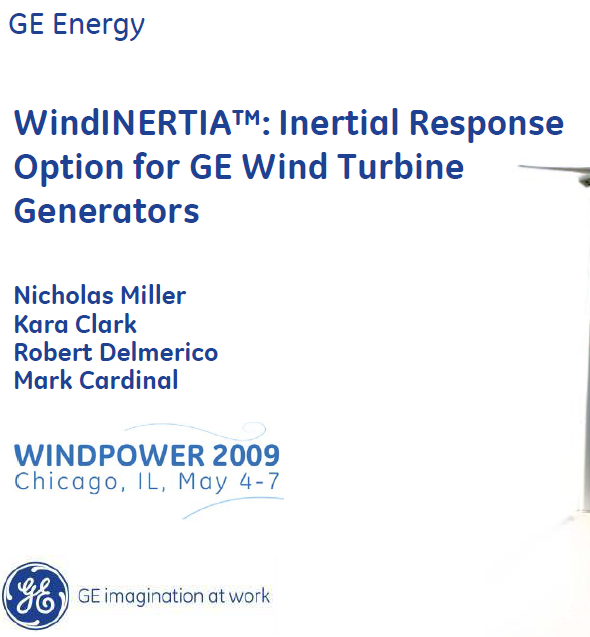 GE Energy
WindINERTIA™: Inertial Response
Option for GE Wind Turbine
Generators
Nicholas Miller
Kara Clark
Robert Delmerico
Mark Cardinal
WINDPOWER 2009
Chicago, IL, May 4-7
GE
GE imagination at work